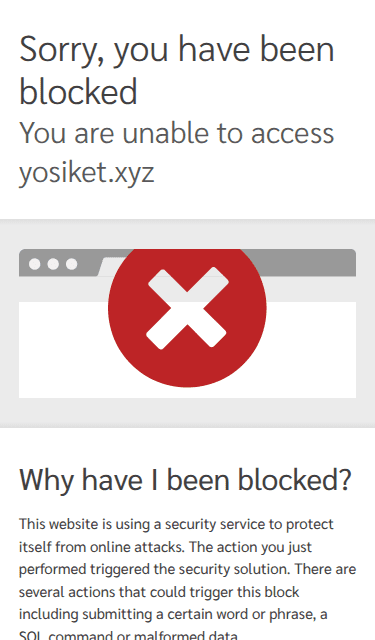 Sorry, you have been
blocked
You are unable to access
yosiket.xyz
Why have I been blocked?
This website is using a security service to protect
itself from online attacks. The action you just
performed triggered the security solution. There are
several actions that could trigger this block
including submitting a certain word or phrase, a
SQL command or malformed data.